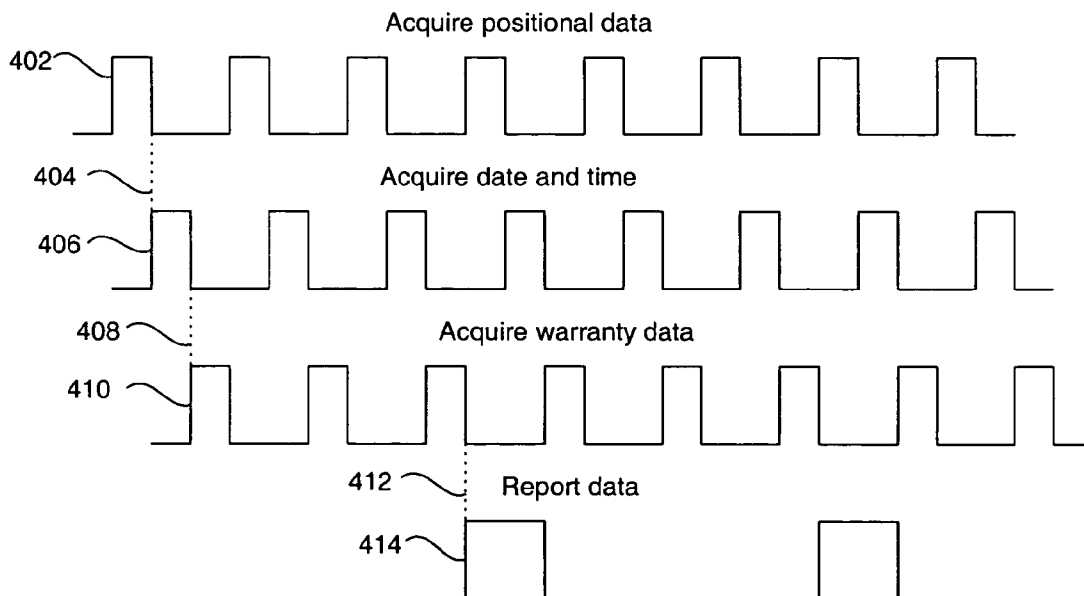 Acquire positional data
402
404
Acquire date and time
406
408
Acquire warranty data
410
412
Report data
414